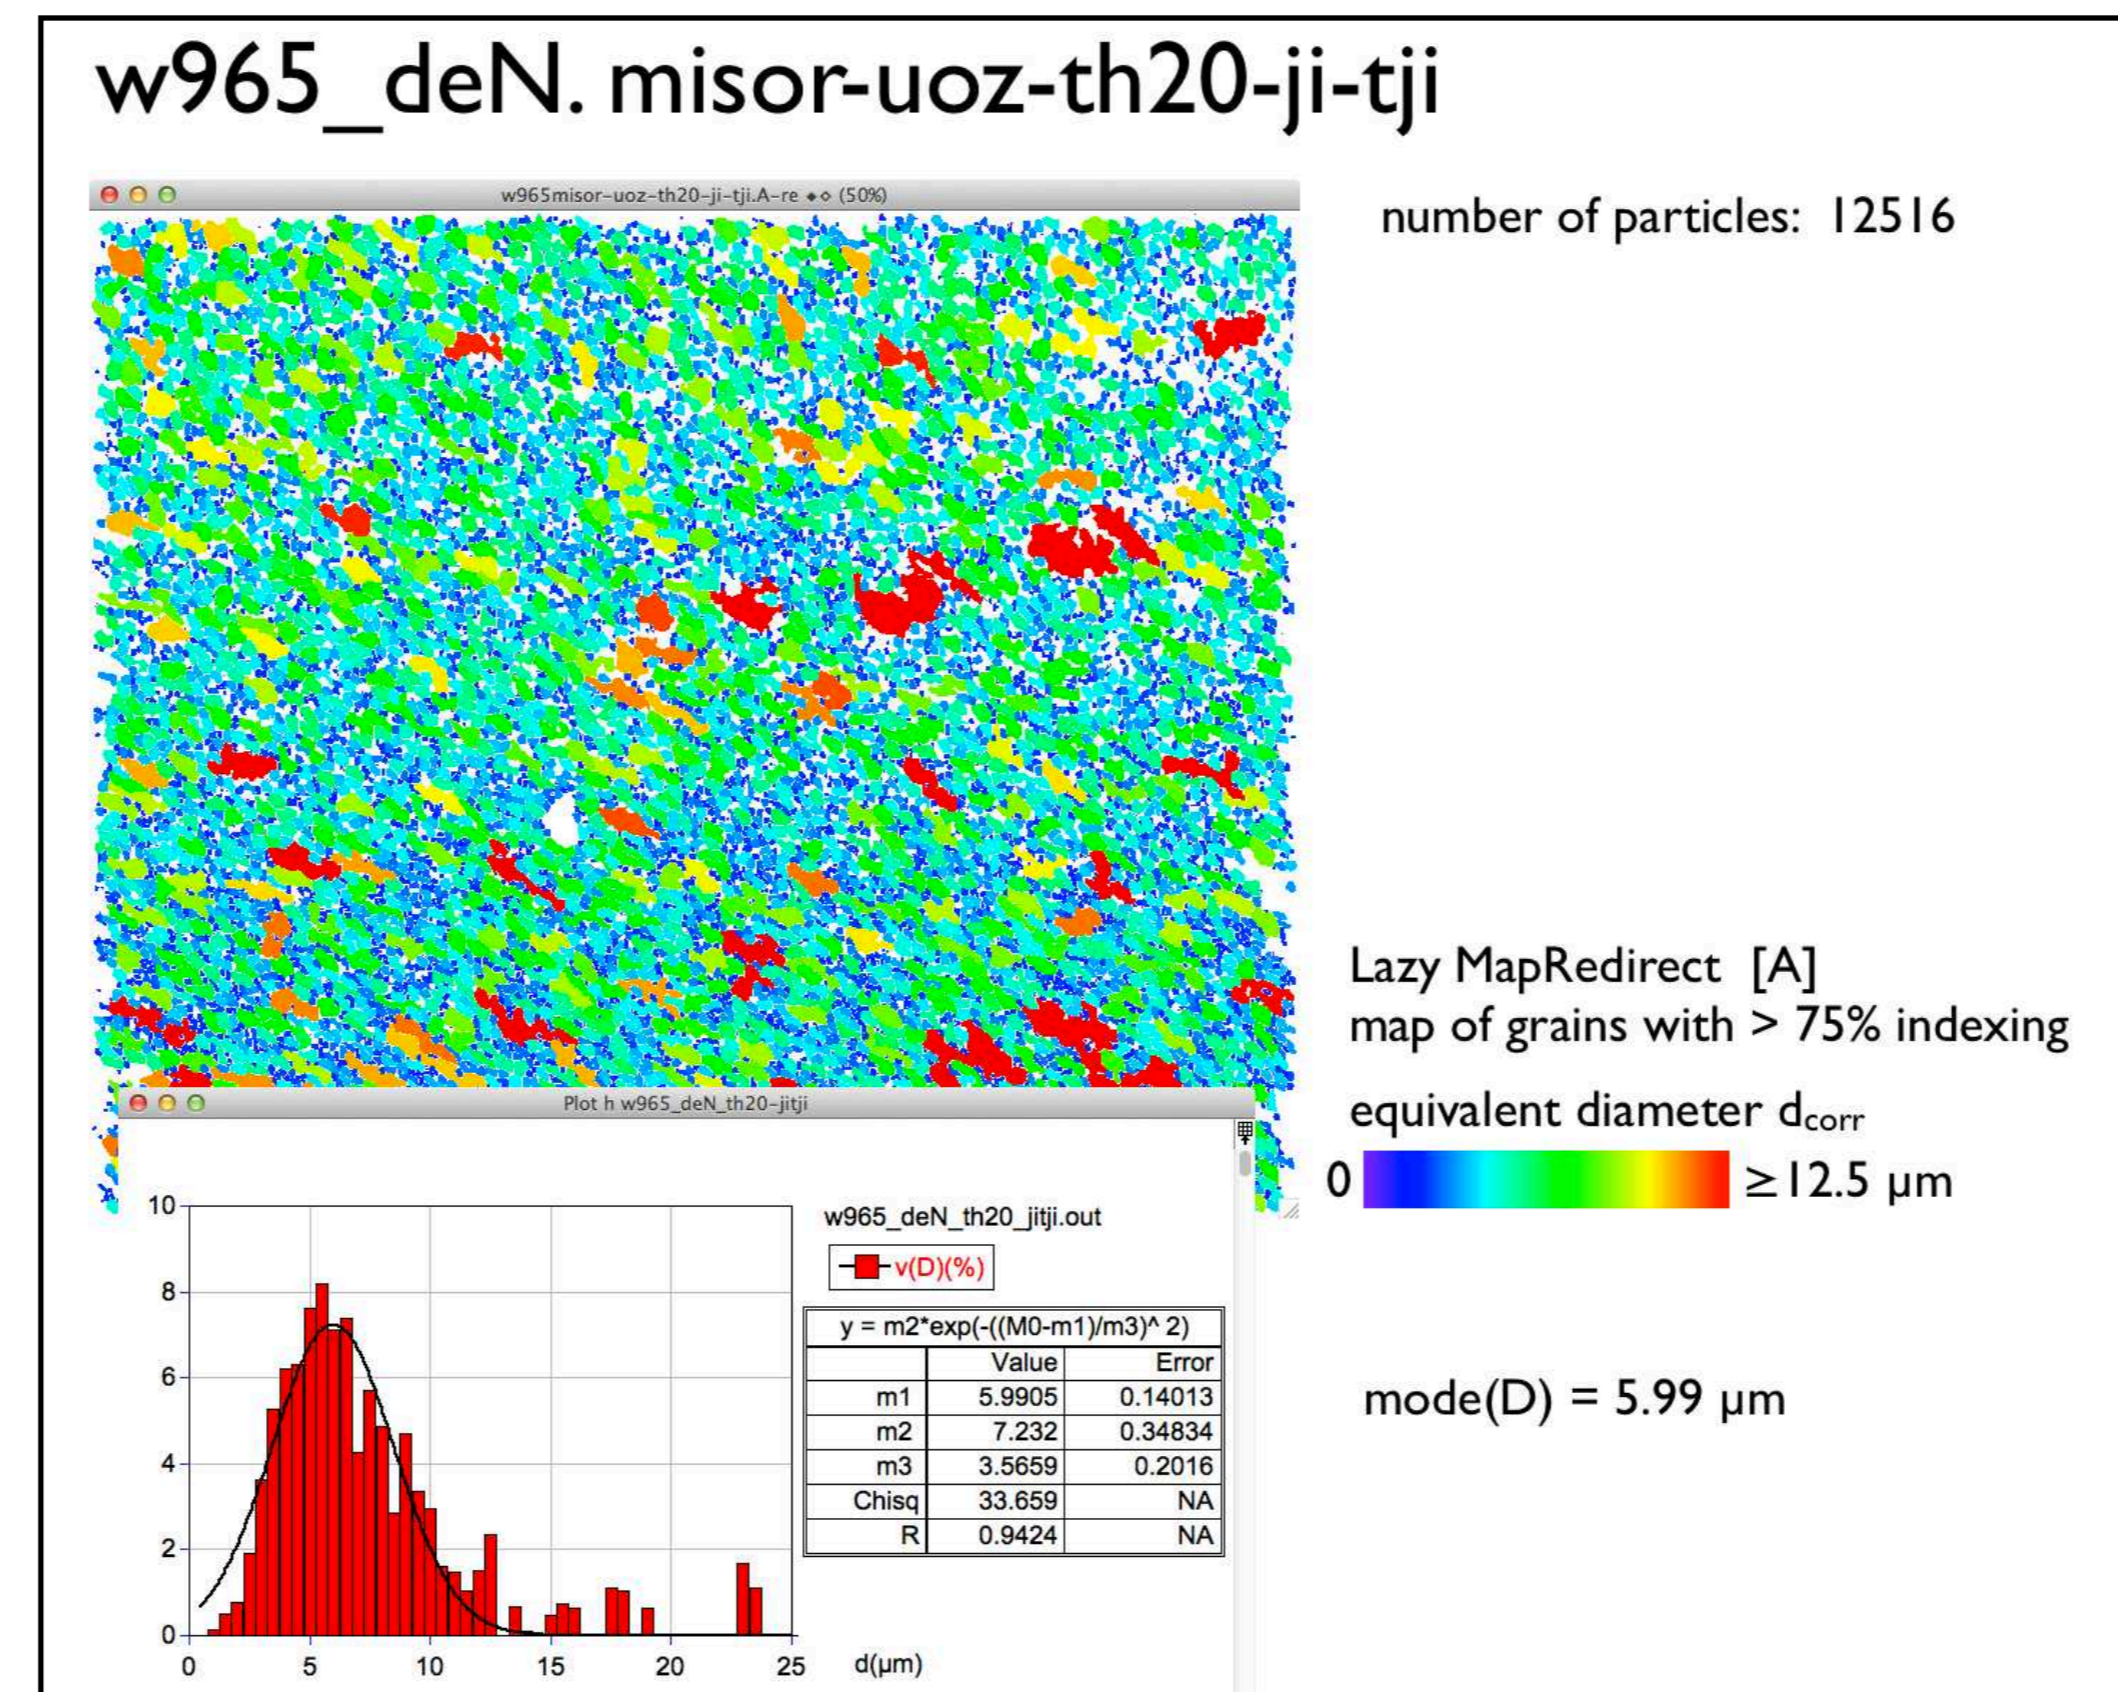 w965_deN. misor-uoz-th20-ji-tji
w965misor-uoz-th20-ji-tji.A-re ◆◇ (50%)
number of particles: 12516
Lazy MapRedirect [A]
map of grains with > 75% indexing
equivalent diameter dcorr
0 ≥12.5 µm
Plot h w965_deN_th20-jitji
w965_deN_th20_jitji.out
v(D)(%)
y = m2*exp(-((M0-m1)/m3)^ 2)
Value Error
m1 5.9905 0.14013
m2 7.232 0.34834
m3 3.5659 0.2016
Chisq 33.659 NA
R 0.9424 NA
mode(D) = 5.99 µm
10
8
6
4
2
0
0 5 10 15 20 25 d(µm)